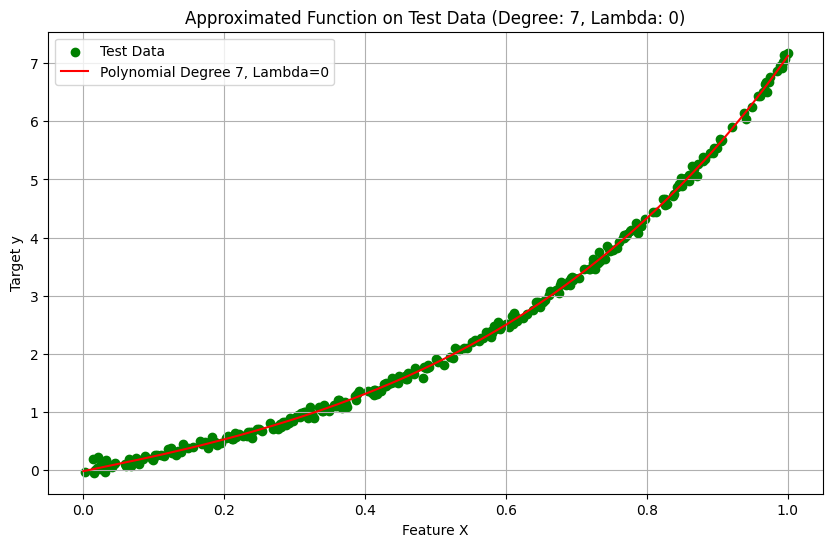 Approximated Function on Test Data (Degree: 7, Lambda: 0)
Test Data
Polynomial Degree 7, Lambda=0
Target y
7
6
5
4
3
2
1
0
0.0 0.2 0.4 0.6 0.8 1.0
Feature X